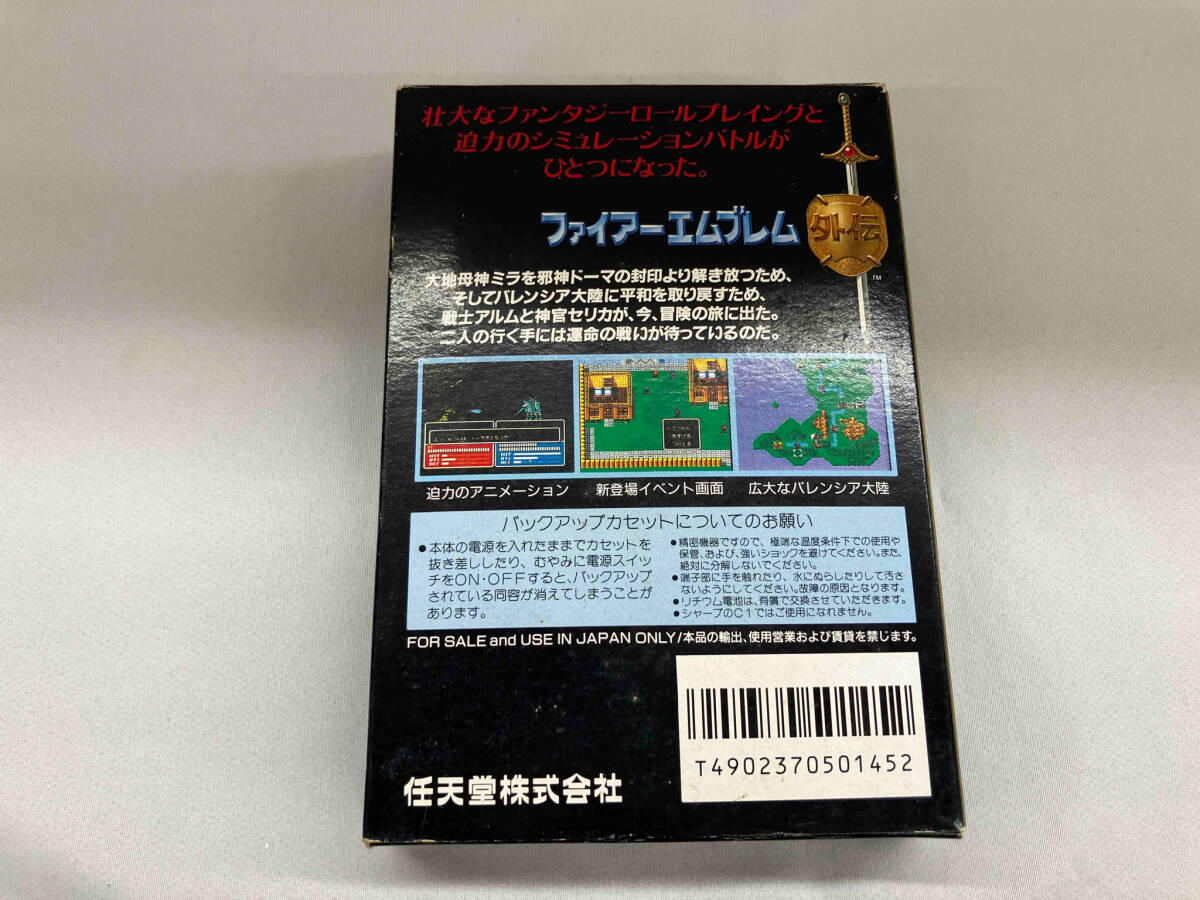 壮大なファンタジーロールプレイングと
迫力のシミュレーションバトルが
ひとつになった。
ファイアーエムブレム 外伝
TM
大地母神ミラを邪神ドーマの封印より解き放つため、
そしてバレンシア大陸に平和を取り戻すため、
戦士アルムと神官セリカが、今、冒険の旅に出た。
二人の行く手には運命の戦いが待っているのだ。
迫力のアニメーション 新登場イベント画面 広大なバレンシア大陸
バックアップカセットについてのお願い
●本体の電源を入れたままでカセットを
抜き差ししたり、むやみに電源スイッ
チをON・OFFすると、バックアップ
されている内容が消えてしまうことが
あります。
●精密機器ですので、極端な温度条件下での使用や
保管、および、強いショックを避けてください。また、
絶対に分解しないでください。
●端子部に手を触れたり、水にぬらしたりして汚さ
ないようにしてください。故障の原因となります。
●リチウム電池は、有償で交換させていただきます。
●シャープのC1ではご使用になれません。
FOR SALE and USE IN JAPAN ONLY/本品の輸出、使用営業および賃貸を禁じます。
T4902370501452
任天堂株式会社